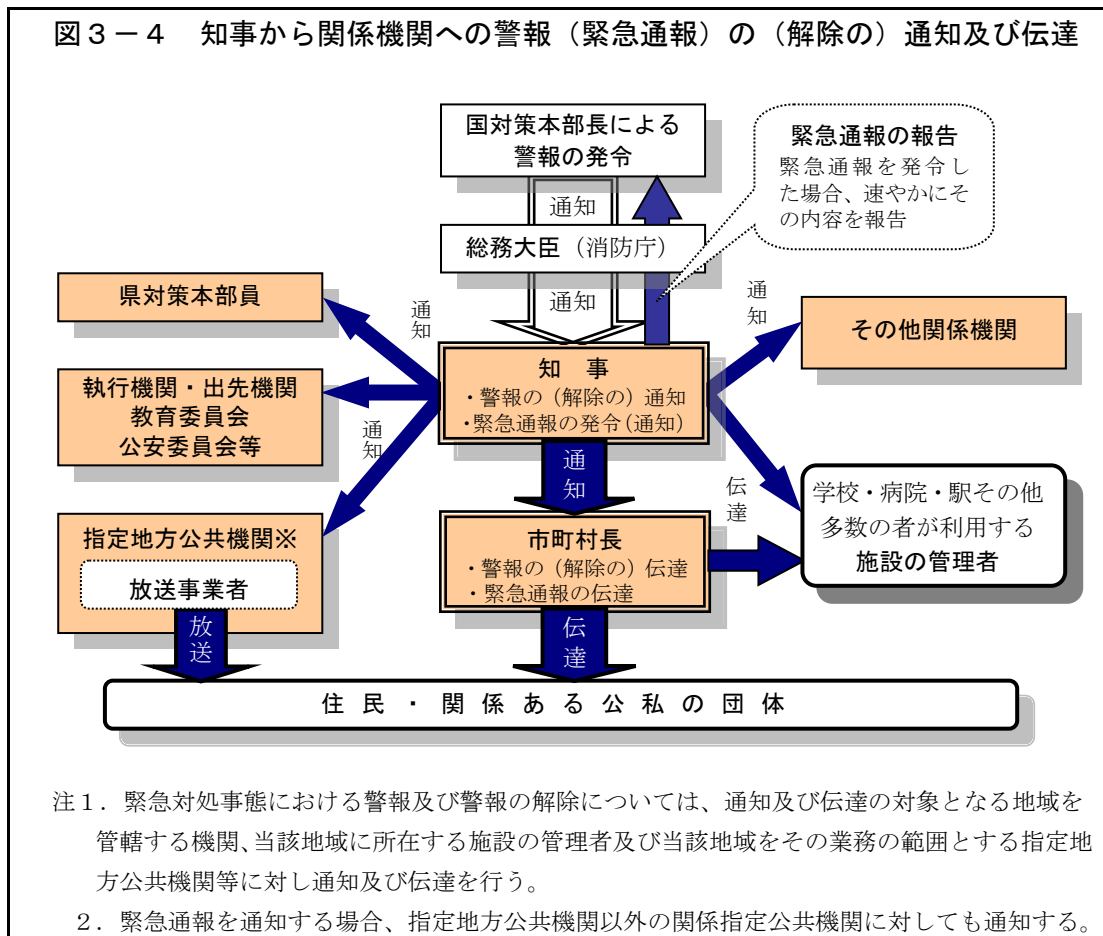 図3-4 知事から関係機関への警報(緊急通報)の(解除の)通知及び伝達
国対策本部長による
警報の発令
緊急通報の報告
緊急通報を発令し
た場合、速やかにそ
の内容を報告
通知
総務大臣(消防庁)
通知
県対策本部員
通知
通知
その他関係機関
知 事
・警報の(解除の)通知
・緊急通報の発令(通知)
執行機関・出先機関
教育委員会
公安委員会等
通知
通知
伝達
学校・病院・駅その他
多数の者が利用する
施設の管理者
指定地方公共機関※
放送事業者
市町村長
・警報の(解除の)伝達
・緊急通報の伝達
放送
伝達
住 民 ・ 関 係 あ る 公 私 の 団 体
注1.緊急対処事態における警報及び警報の解除については、通知及び伝達の対象となる地域を
管轄する機関、当該地域に所在する施設の管理者及び当該地域をその業務の範囲とする指定地
方公共機関等に対し通知及び伝達を行う。
2.緊急通報を通知する場合、指定地方公共機関以外の関係指定公共機関に対しても通知する。